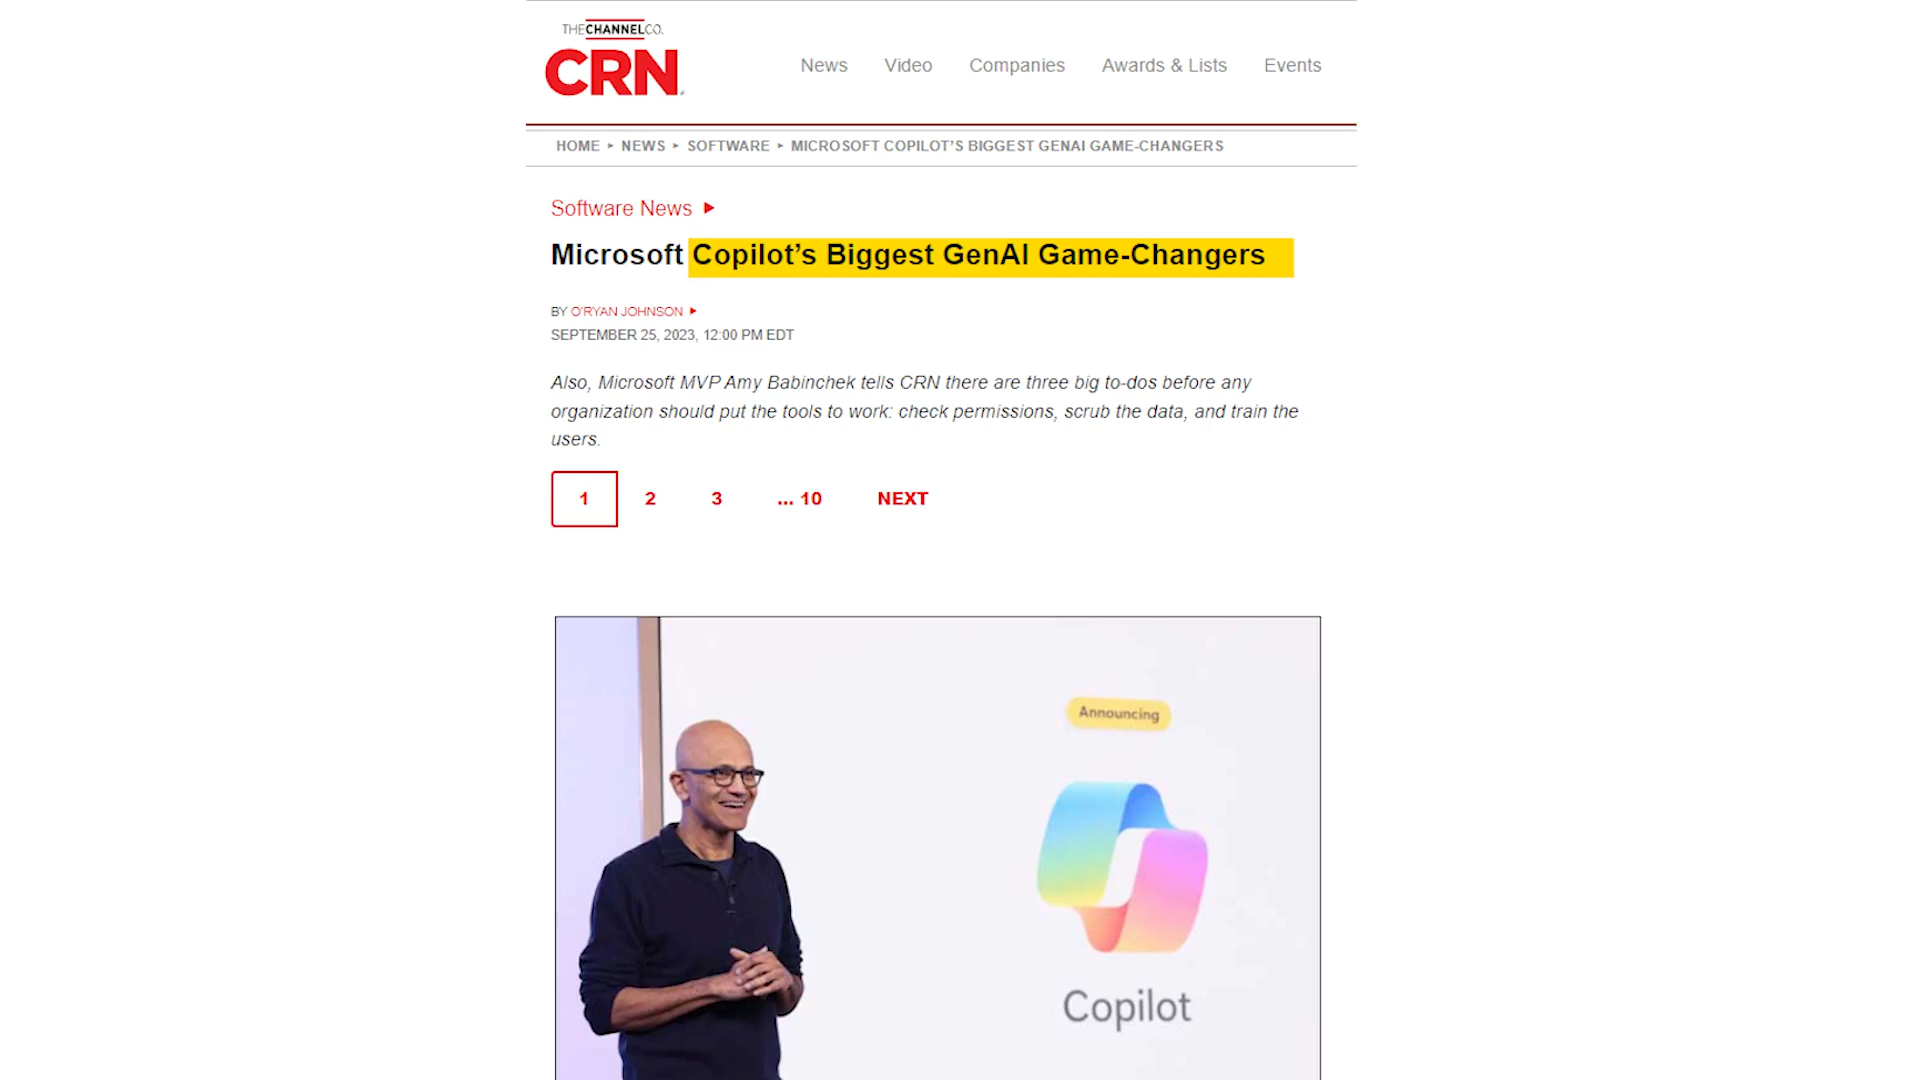 THECHANNELCO.
CRN
News Video Companies Awards & Lists Events
HOME ▸ NEWS ▸ SOFTWARE ▸ MICROSOFT COPILOT'S BIGGEST GENAI GAME-CHANGERS
Software News ▶
Microsoft Copilot's Biggest GenAI Game-Changers
BY O'RYAN JOHNSON ▸
SEPTEMBER 25, 2023, 12:00 PM EDT
Also, Microsoft MVP Amy Babinchek tells CRN there are three big to-dos before any
organization should put the tools to work: check permissions, scrub the data, and train the
users.
1 2 3 ... 10 NEXT
Announcing
Copilot